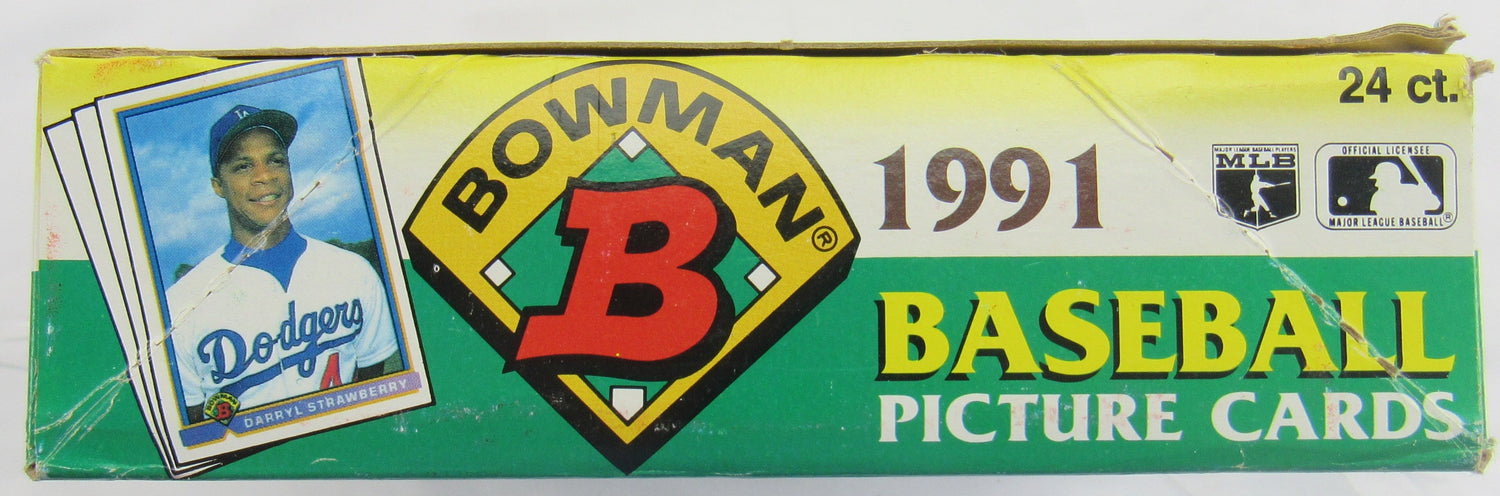 24 ct.
BOWMAN®
B
1991
MAJOR LEAGUE BASEBALL PLAYERS
MLB
OFFICIAL LICENSEE
MAJOR LEAGUE BASEBALL®
LA
Dodgers
4
BOWMAN
B
DARRYL STRAWBERRY
BASEBALL
PICTURE CARDS